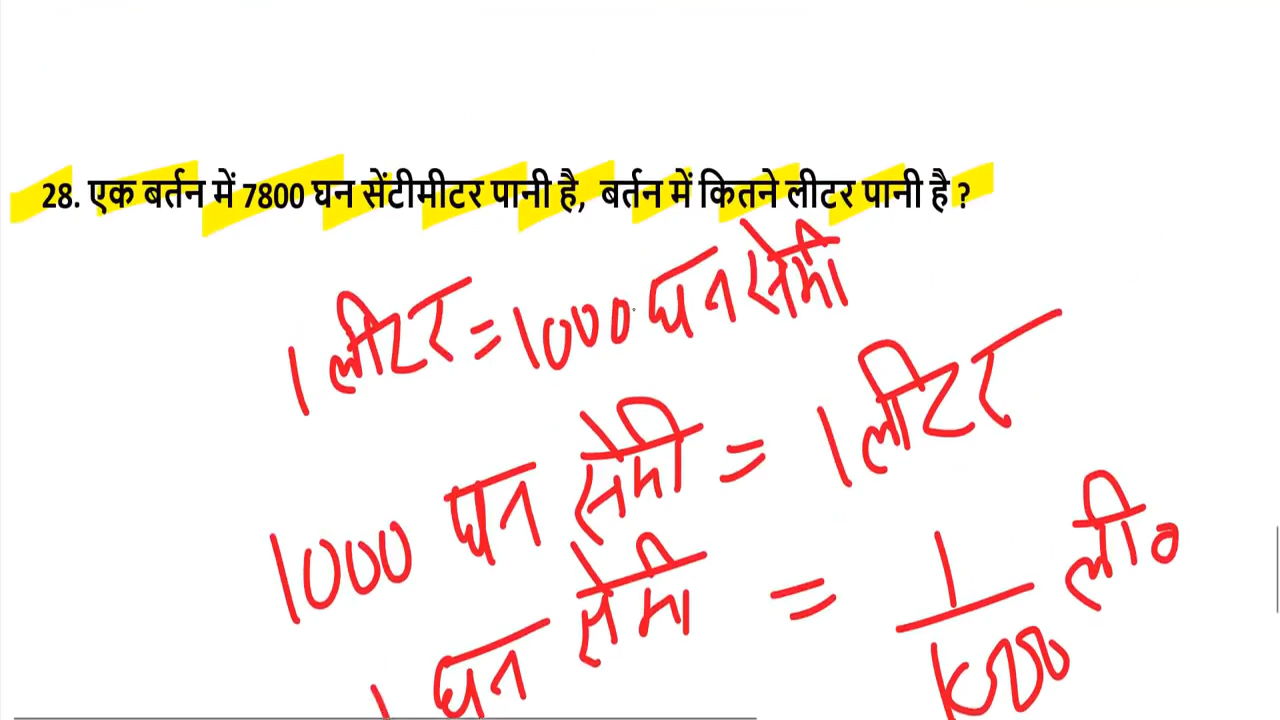 28. एक बर्तन में 7800 घन सेंटीमीटर पानी है, बर्तन में कितने लीटर पानी है ?
1 लीटर = 1000 घन सेमी
1000 घन सेमी = 1 लीटर
1 घन सेमी = 1/1000 ली०